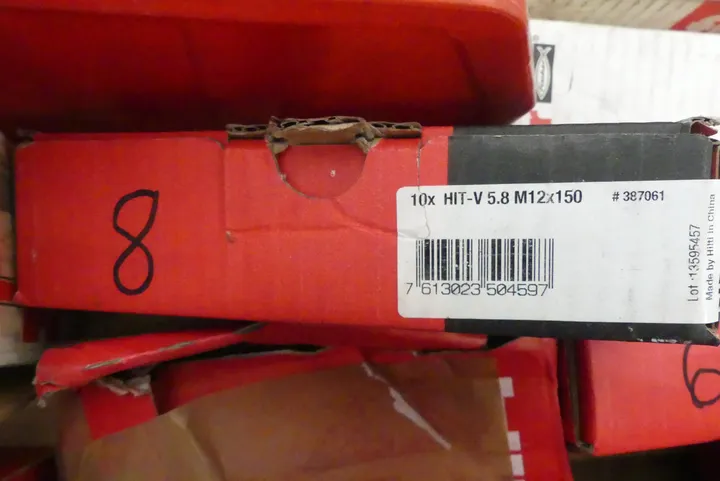 8
10x HIT-V 5.8 M12x150 # 387061
7 613023 504597
Lot :13595457
Made by Hilti in China
6